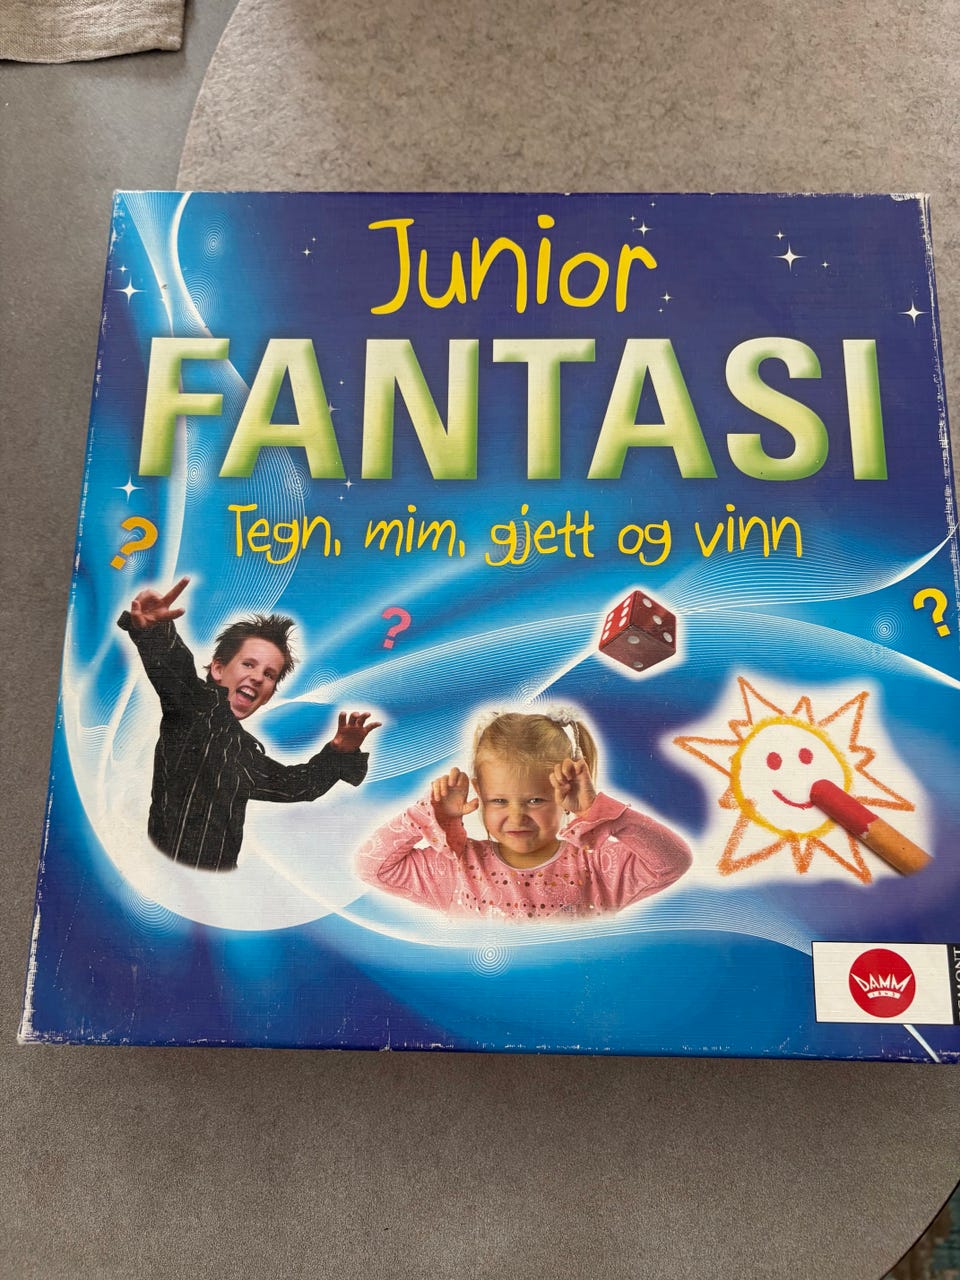 Junior
FANTASI
Tegn, mim, gjett og vinn
?
?
?
DAMM